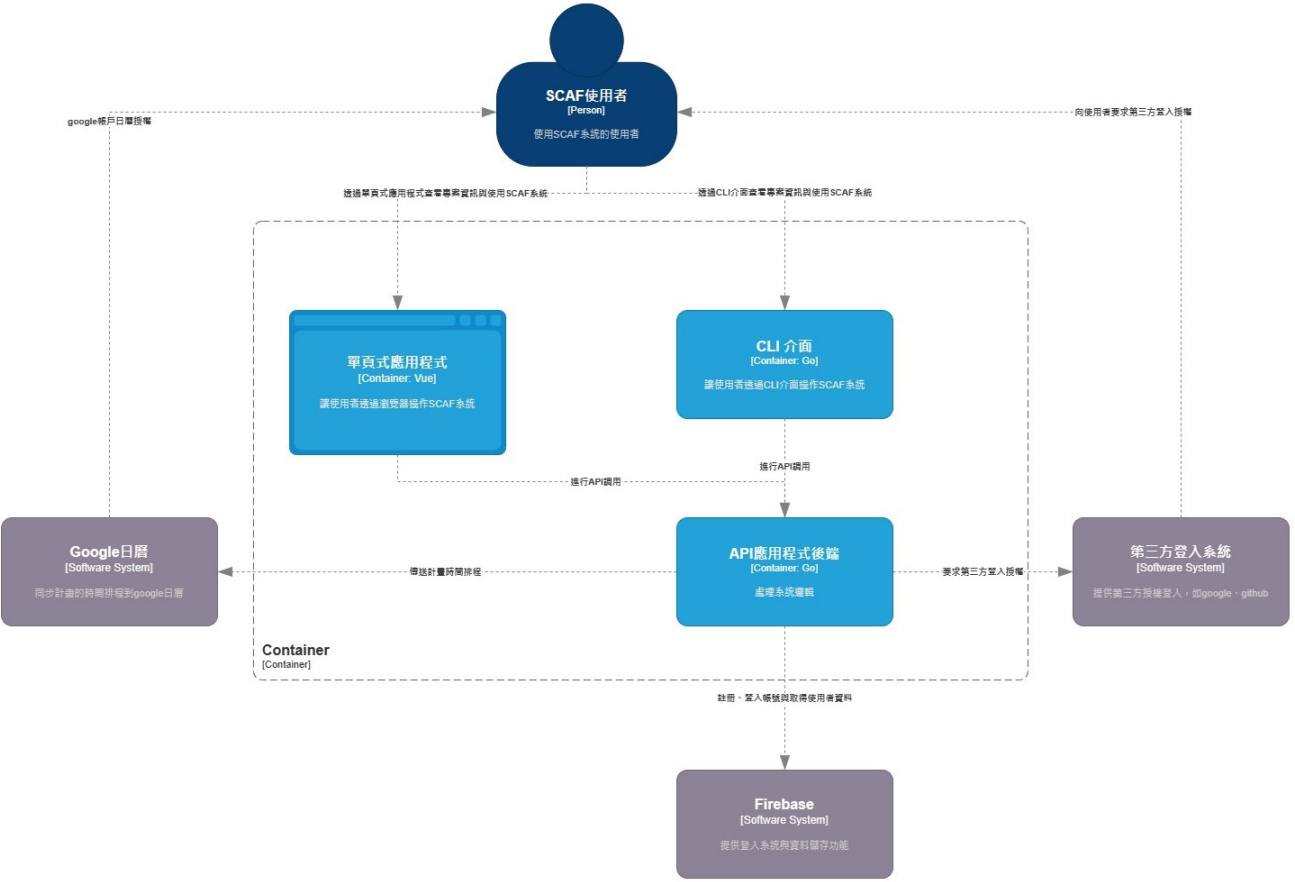 SCAF使用者
[Person]
使用SCAF系統的使用者
google帳戶日曆授權
向使用者要求第三方登入授權
透過單頁式應用程式查看專案資訊與使用SCAF系統
透過CLI介面查看專案資訊與使用SCAF系統
單頁式應用程式
[Container: Vue]
讓使用者透過瀏覽器操作SCAF系統
CLI 介面
[Container: Go]
讓使用者透過CLI介面操作SCAF系統
進行API調用
進行API調用
Google日曆
[Software System]
同步計畫的時間排程到google日曆
傳送計畫時間排程
API應用程式後端
[Container: Go]
處理系統邏輯
要求第三方登入授權
第三方登入系統
[Software System]
提供第三方授權登入，如google、github
Container
[Container]
註冊、登入帳號與取得使用者資料
Firebase
[Software System]
提供登入系統與資料儲存功能